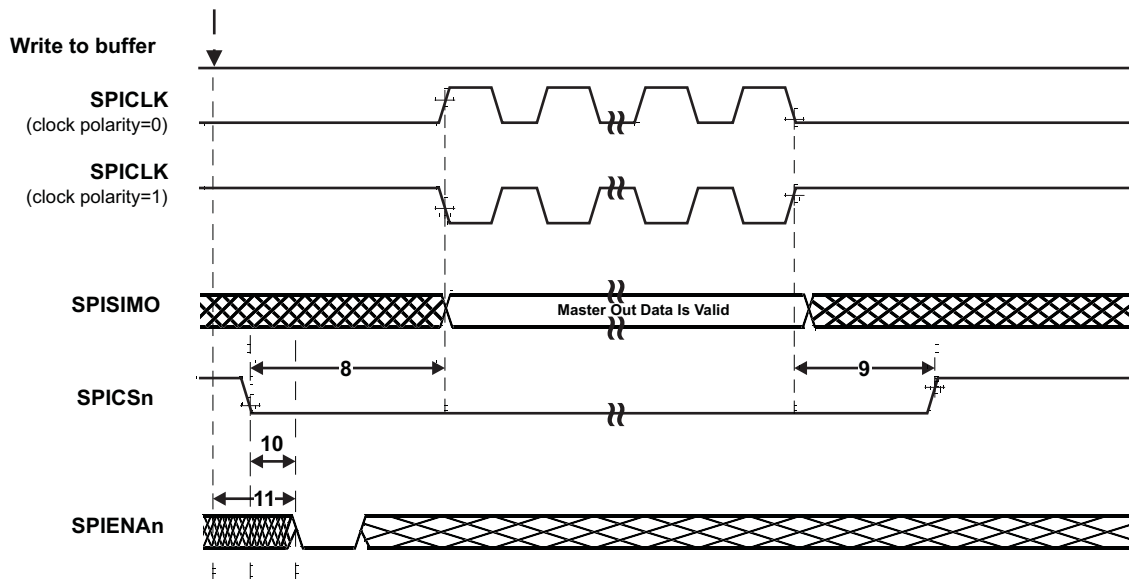 Write to buffer
SPICLK
(clock polarity=0)
SPICLK
(clock polarity=1)
SPISIMO
Master Out Data Is Valid
8
9
SPICSn
10
11
SPIENAn